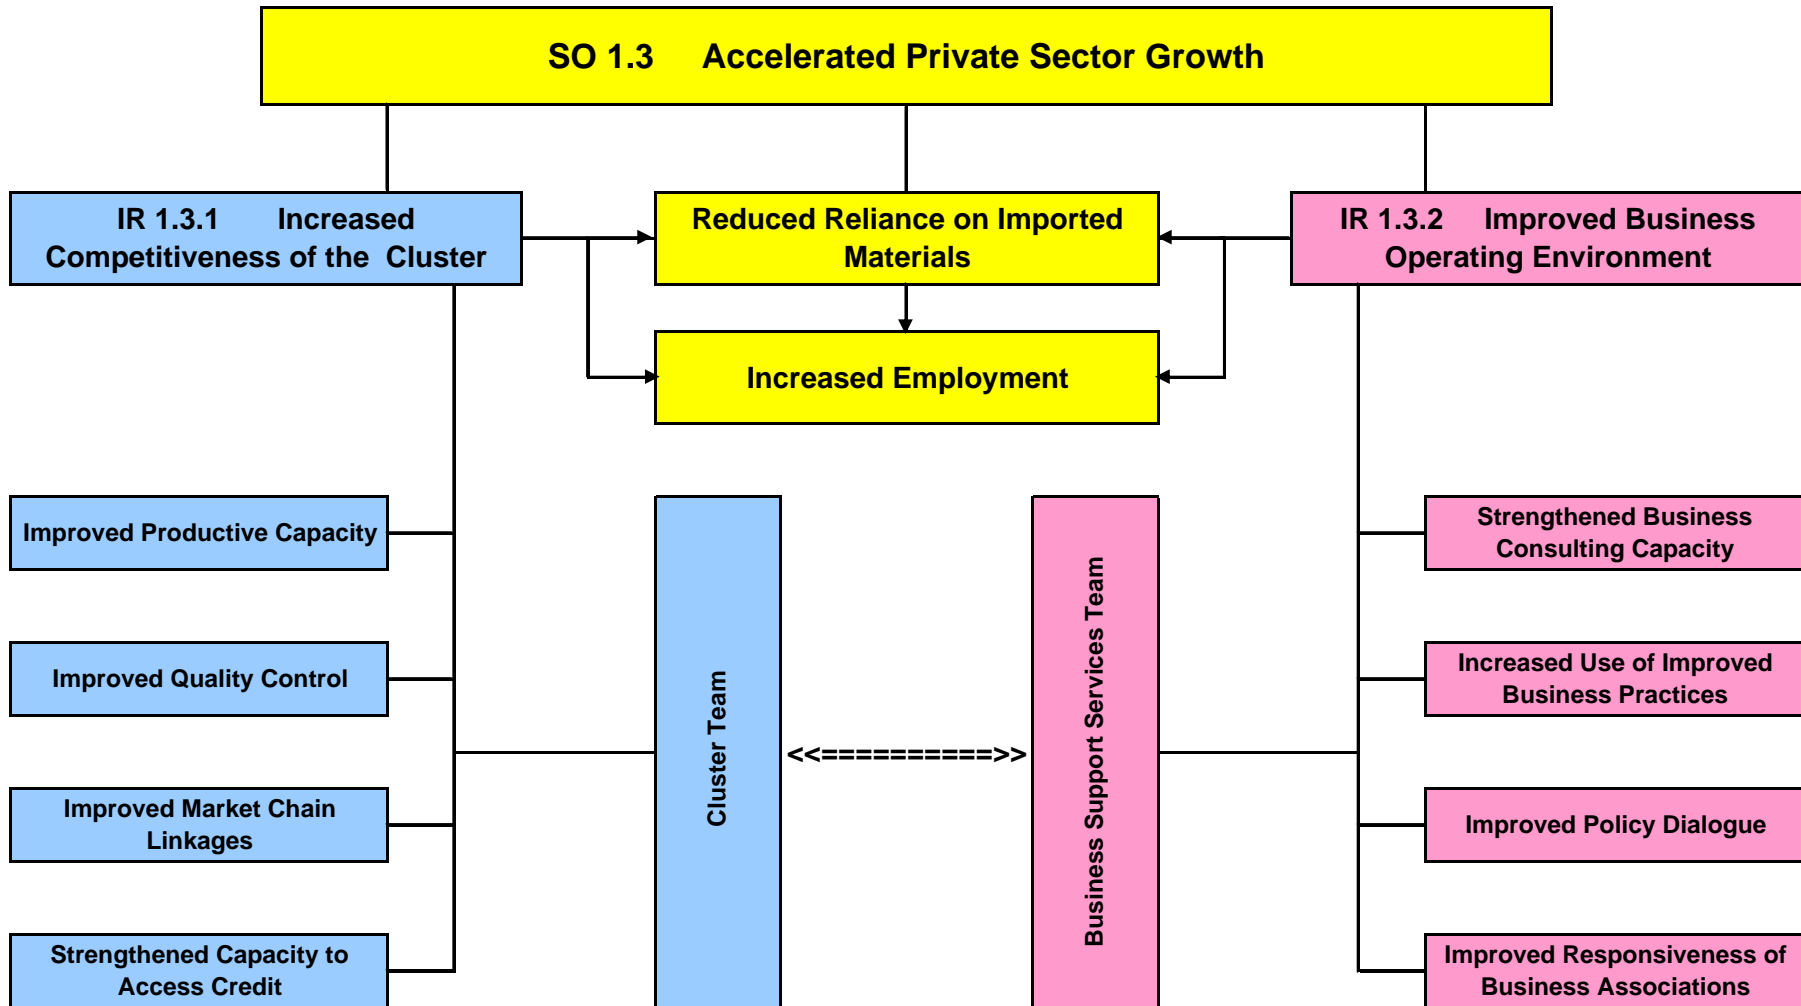 SO 1.3 Accelerated Private Sector Growth
IR 1.3.1 Increased
Competitiveness of the Cluster
Reduced Reliance on Imported
Materials
IR 1.3.2 Improved Business
Operating Environment
Increased Employment
Improved Productive Capacity
Improved Quality Control
Improved Market Chain
Linkages
Strengthened Capacity to
Access Credit
Cluster Team
<<==========>>
Business Support Services Team
Strengthened Business
Consulting Capacity
Increased Use of Improved
Business Practices
Improved Policy Dialogue
Improved Responsiveness of
Business Associations